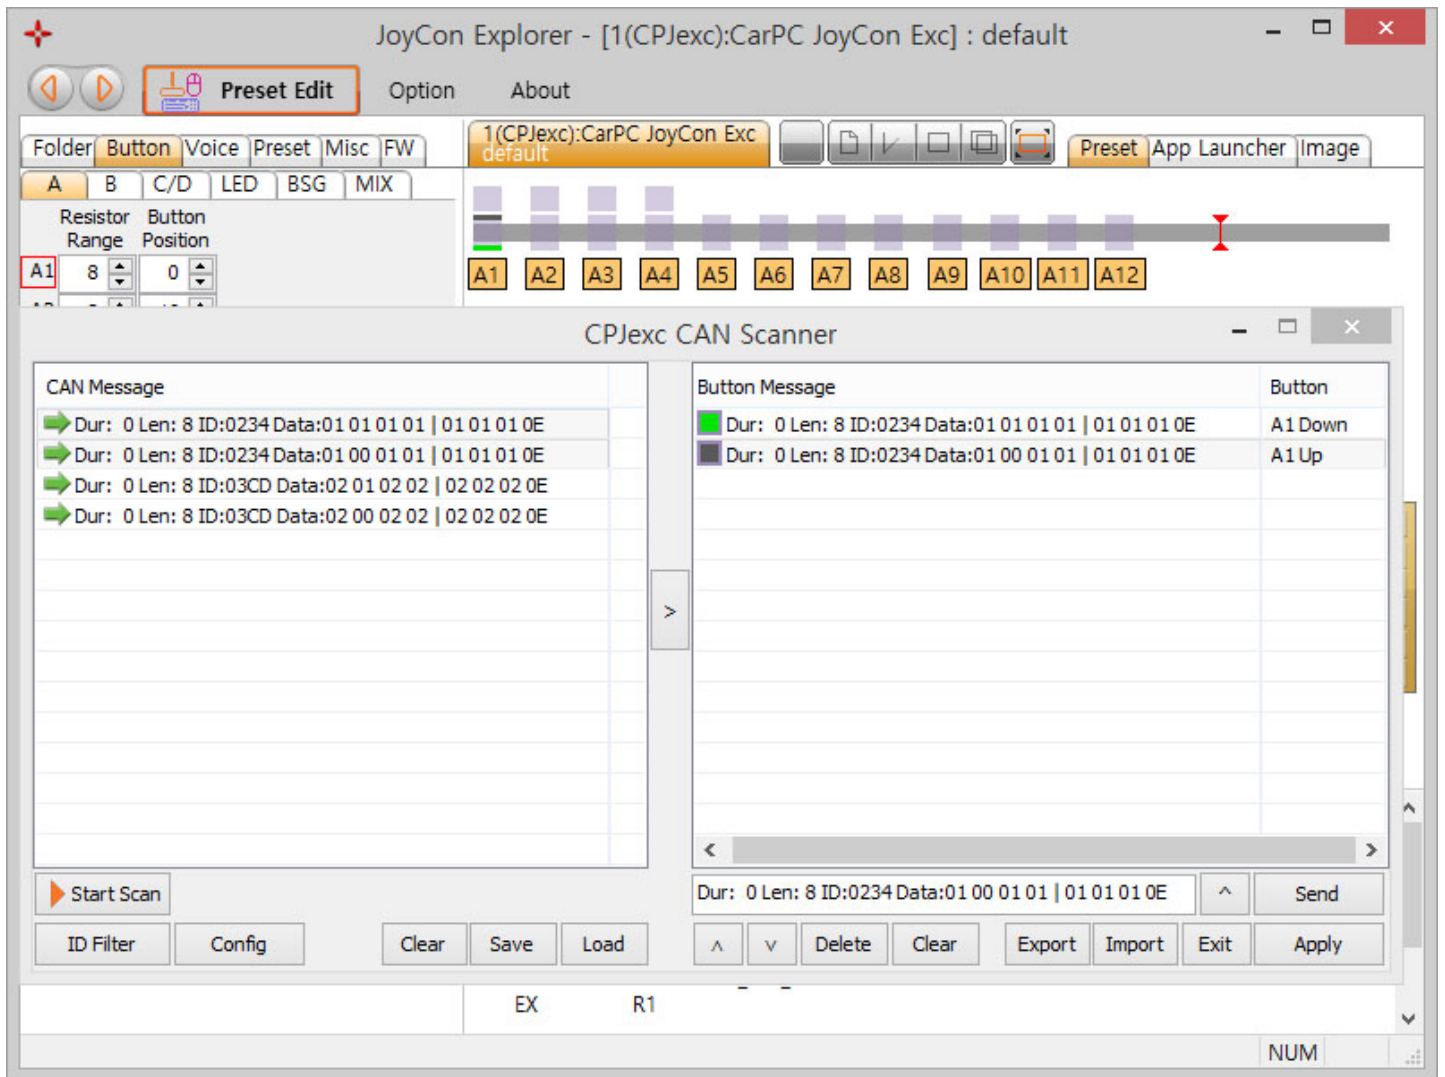 JoyCon Explorer - [1(CPJexc):CarPC JoyCon Exc] : default
Preset Edit Option About
Folder Button Voice Preset Misc FW
1(CPJexc):CarPC JoyCon Exc
default
Preset App Launcher Image
A B C/D LED BSG MIX
Resistor Button
Range Position
A1 8 0
A1 A2 A3 A4 A5 A6 A7 A8 A9 A10 A11 A12
CPJexc CAN Scanner
CAN Message
Dur: 0 Len: 8 ID:0234 Data:01 01 01 01 | 01 01 01 0E
Dur: 0 Len: 8 ID:0234 Data:01 00 01 01 | 01 01 01 0E
Dur: 0 Len: 8 ID:03CD Data:02 01 02 02 | 02 02 02 0E
Dur: 0 Len: 8 ID:03CD Data:02 00 02 02 | 02 02 02 0E
>
Button Message Button
Dur: 0 Len: 8 ID:0234 Data:01 01 01 01 | 01 01 01 0E A1 Down
Dur: 0 Len: 8 ID:0234 Data:01 00 01 01 | 01 01 01 0E A1 Up
Start Scan
Dur: 0 Len: 8 ID:0234 Data:01 00 01 01 | 01 01 01 0E ^ Send
ID Filter Config Clear Save Load
^ v Delete Clear Export Import Exit Apply
EX R1
NUM